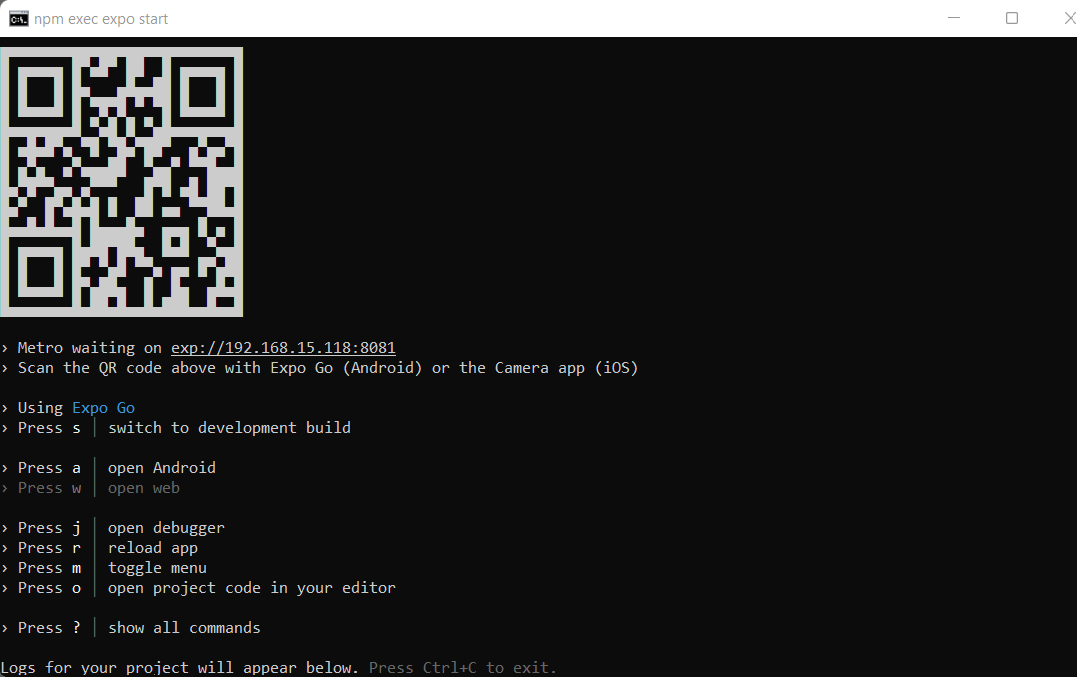 npm exec expo start
› Metro waiting on exp://192.168.15.118:8081
› Scan the QR code above with Expo Go (Android) or the Camera app (iOS)
› Using Expo Go
› Press s │ switch to development build
› Press a │ open Android
› Press w │ open web
› Press j │ open debugger
› Press r │ reload app
› Press m │ toggle menu
› Press o │ open project code in your editor
› Press ? │ show all commands
Logs for your project will appear below. Press Ctrl+C to exit.